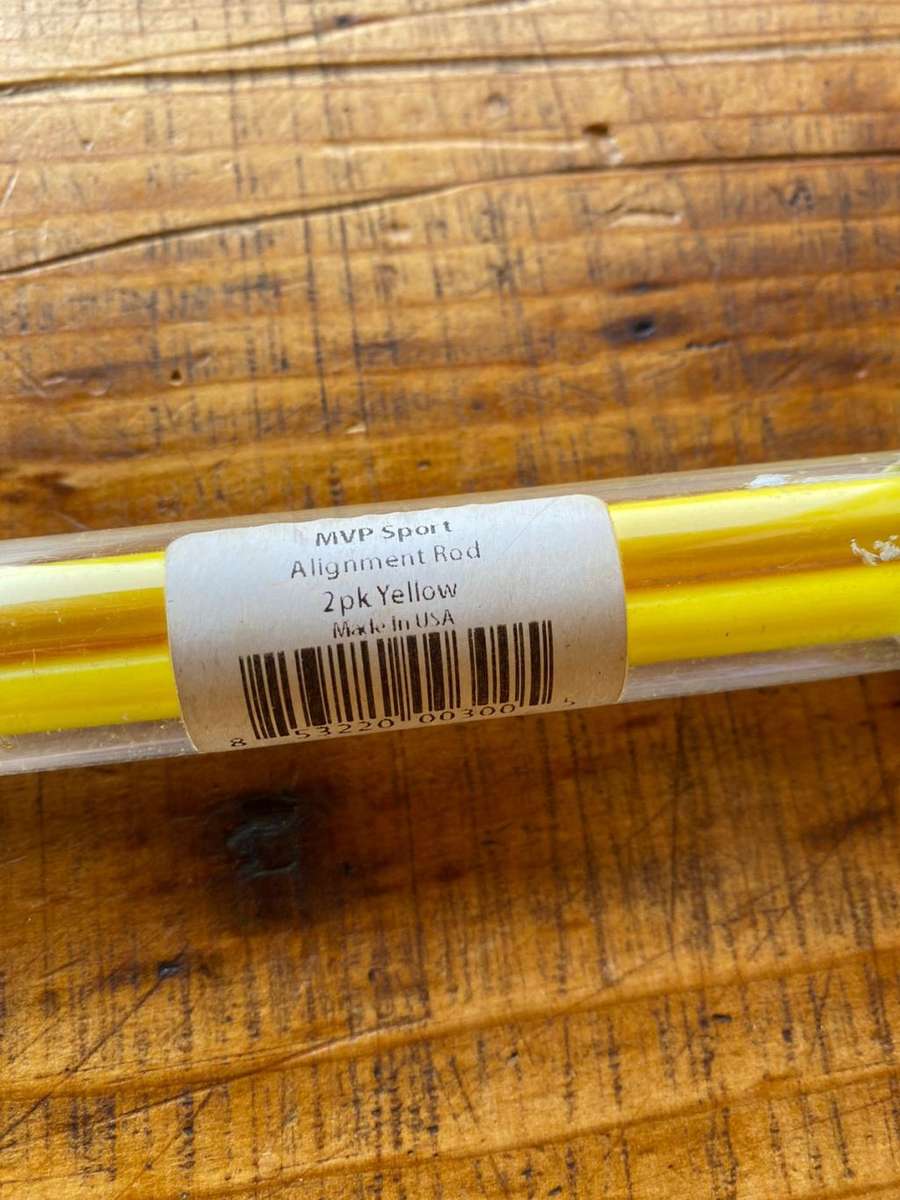 MVP Sport
Alignment Rod
2pk Yellow
Made In USA
8 53220 00300 5